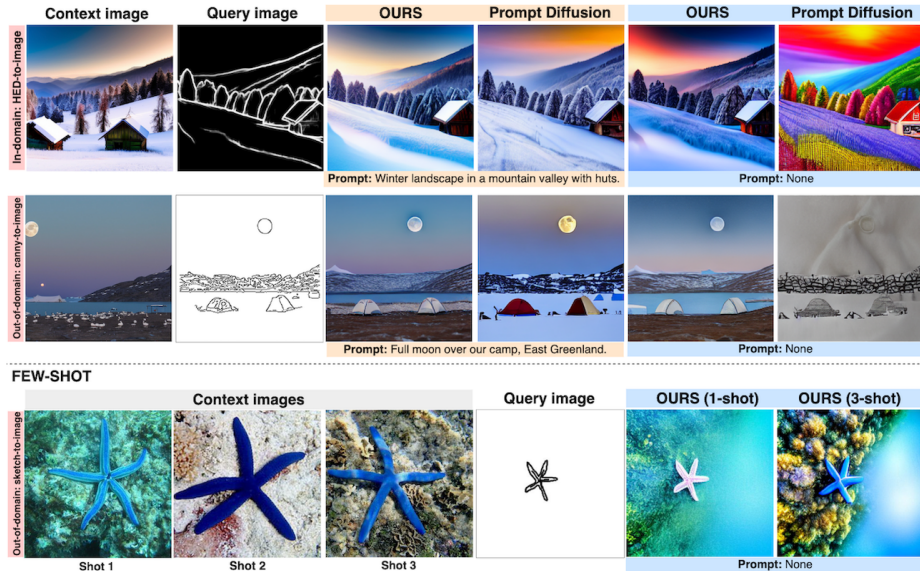 Context image Query image OURS Prompt Diffusion OURS Prompt Diffusion
In-domain: HED-to-image
Prompt: Winter landscape in a mountain valley with huts. Prompt: None
Out-of-domain: canny-to-image
Prompt: Full moon over our camp, East Greenland. Prompt: None
FEW-SHOT
Context images Query image OURS (1-shot) OURS (3-shot)
Out-of-domain: sketch-to-image
Shot 1 Shot 2 Shot 3 Prompt: None